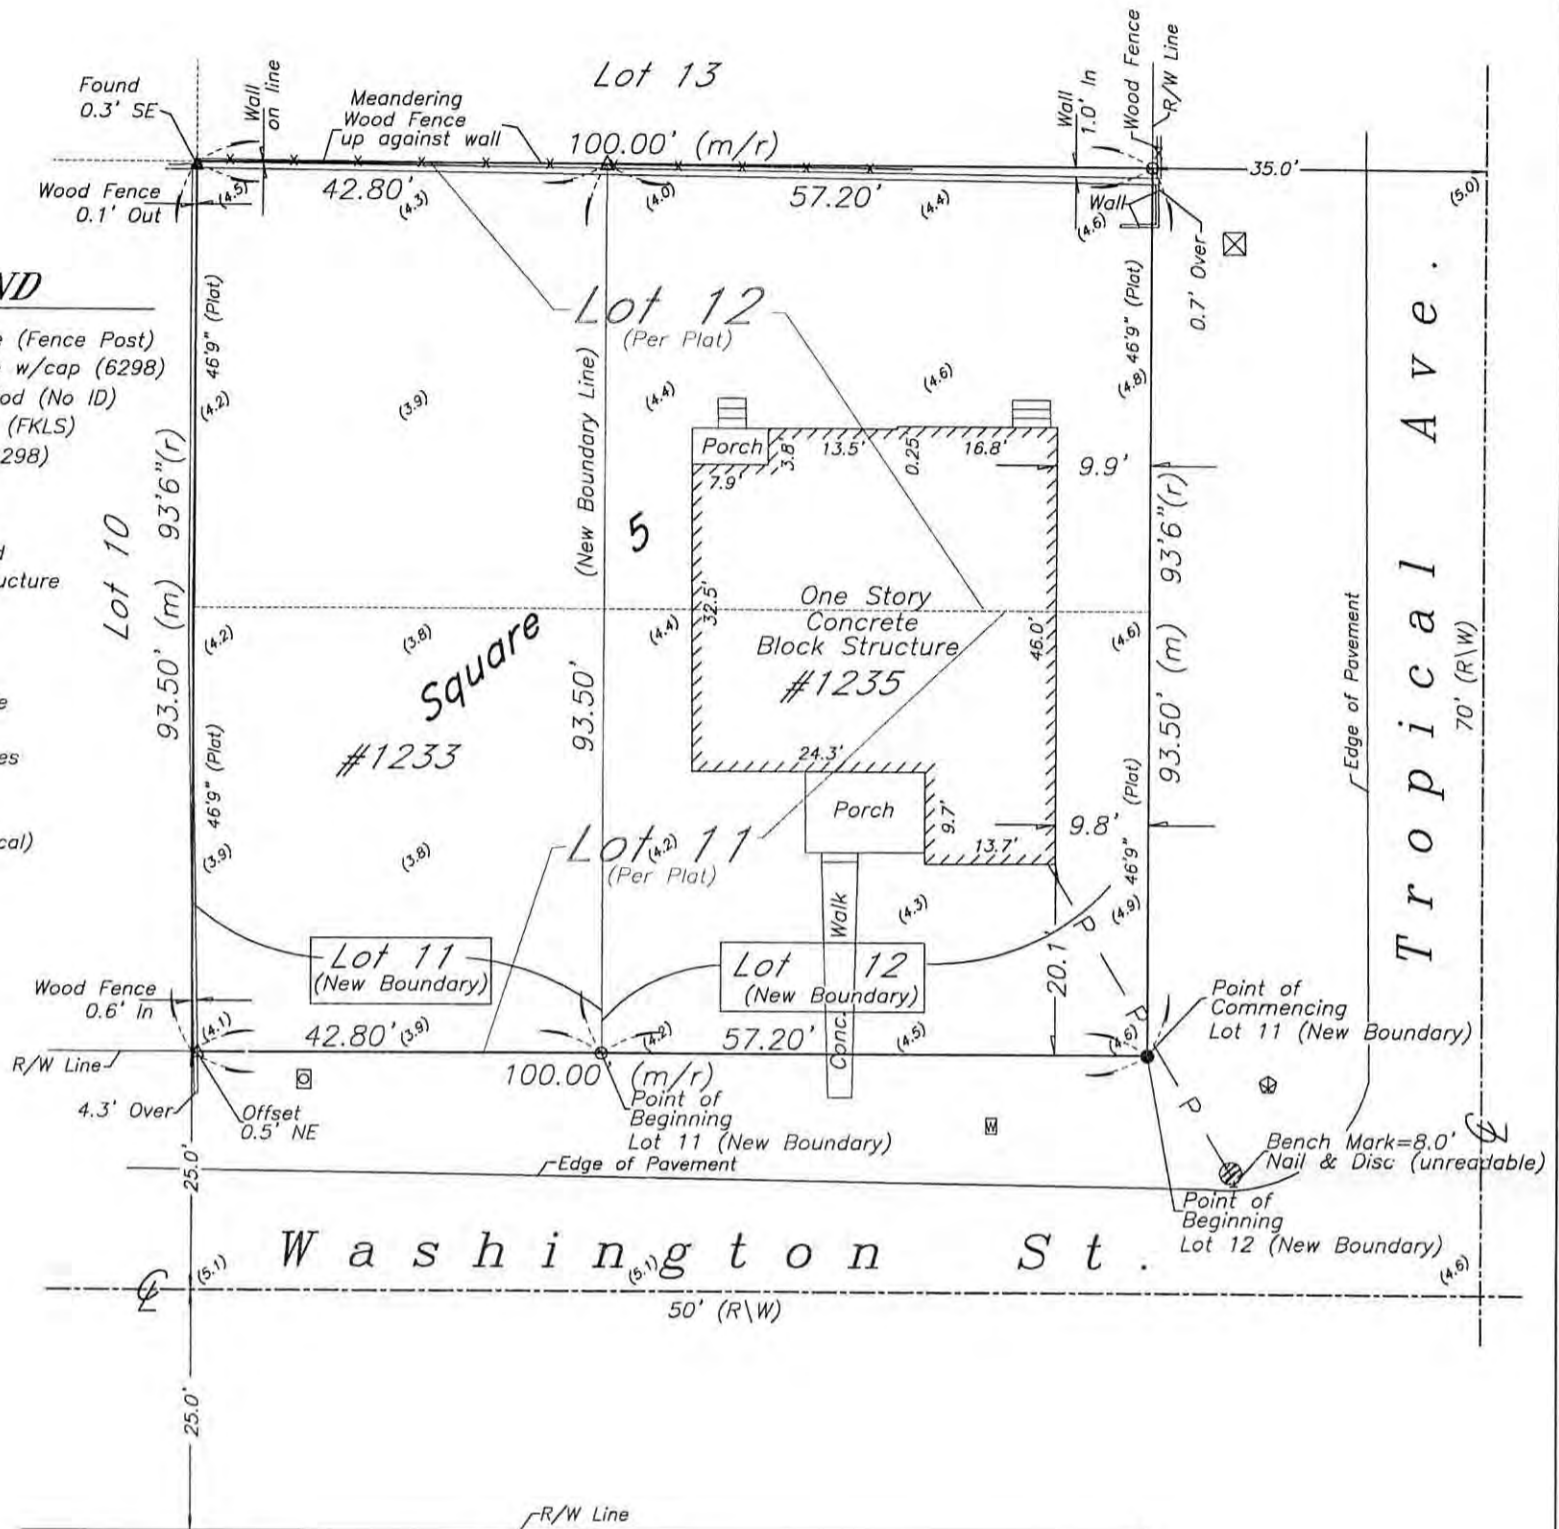 Lot 13
Found
0.3' SE
Wall
on line
Meandering
Wood Fence
up against wall
100.00' (m/r)
Wall
1.0' In
Wood Fence
R/W Line
35.0'
(5.0)
Wood Fence
0.1' Out
(4.5)
42.80'
(4.3)
(4.0)
57.20'
(4.4)
Wall
(4.6)
0.7' Over
ND
(Fence Post)
w/cap (6298)
(No ID)
(FKLS)
46'9" (Plat)
(4.2)
(3.9)
Lot 12
(Per Plat)
(New Boundary Line)
(4.4)
(4.6)
46'9" (Plat)
(4.8)
Porch
3.8'
13.5'
0.25'
16.8'
9.9'
7.9'
Lot 10
93.50' (m) 93'6"(r)
5
Square
(4.2)
(3.8)
(4.4)
32.5'
One Story
Concrete
Block Structure
#1235
46.0'
(4.6)
93.50' (m) 93'6"(r)
Edge of Pavement
Tropical Ave.
70' (R\W)
#1233
93.50'
46'9" (Plat)
(3.9)
(3.8)
24.3'
Porch
9.7'
13.7'
9.8'
46'9" (Plat)
Lot 11
(4.2)
(Per Plat)
(4.3)
(4.9)
P
Conc. Walk
20.1'
Lot 11
(New Boundary)
Lot 12
(New Boundary)
Wood Fence
0.6' In
(4.1)
42.80'
(3.9)
(4.2)
57.20'
(4.5)
(4.6)
P
Point of
Commencing
Lot 11 (New Boundary)
R/W Line
100.00' (m/r)
4.3' Over
Offset
0.5' NE
Point of
Beginning
Lot 11 (New Boundary)
W
P
Bench Mark=8.0'
Nail & Disc (unreadable)
25.0'
Edge of Pavement
Point of
Beginning
Lot 12 (New Boundary)
Washington St.
(5.1)
(5.1)
(4.6)
50' (R\W)
25.0'
R/W Line